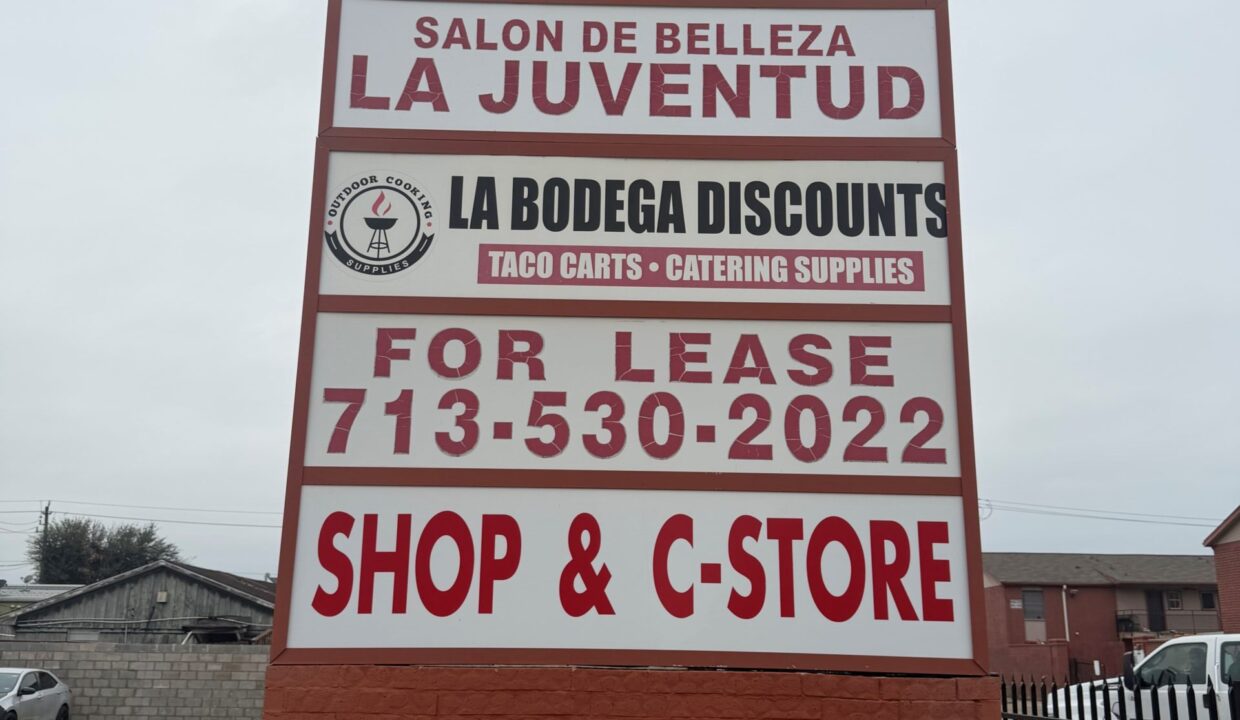 SALON DE BELLEZA
LA JUVENTUD
OUTDOOR COOKING
SUPPLIES
LA BODEGA DISCOUNTS
TACO CARTS • CATERING SUPPLIES
FOR LEASE
713-530-2022
SHOP & C-STORE